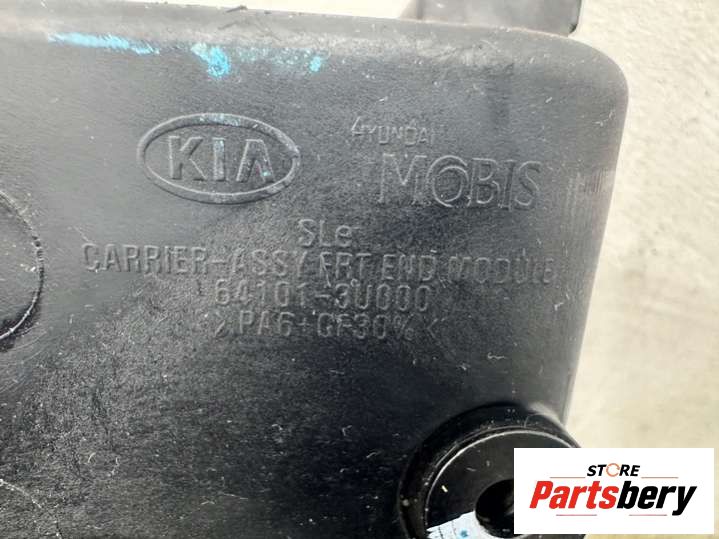 KIA
HYUNDAI
MOBIS
SLe
CARRIER-ASSY FRT END MODULE
64101-3U000
>PA6+GF30%<
STORE
Partsbery